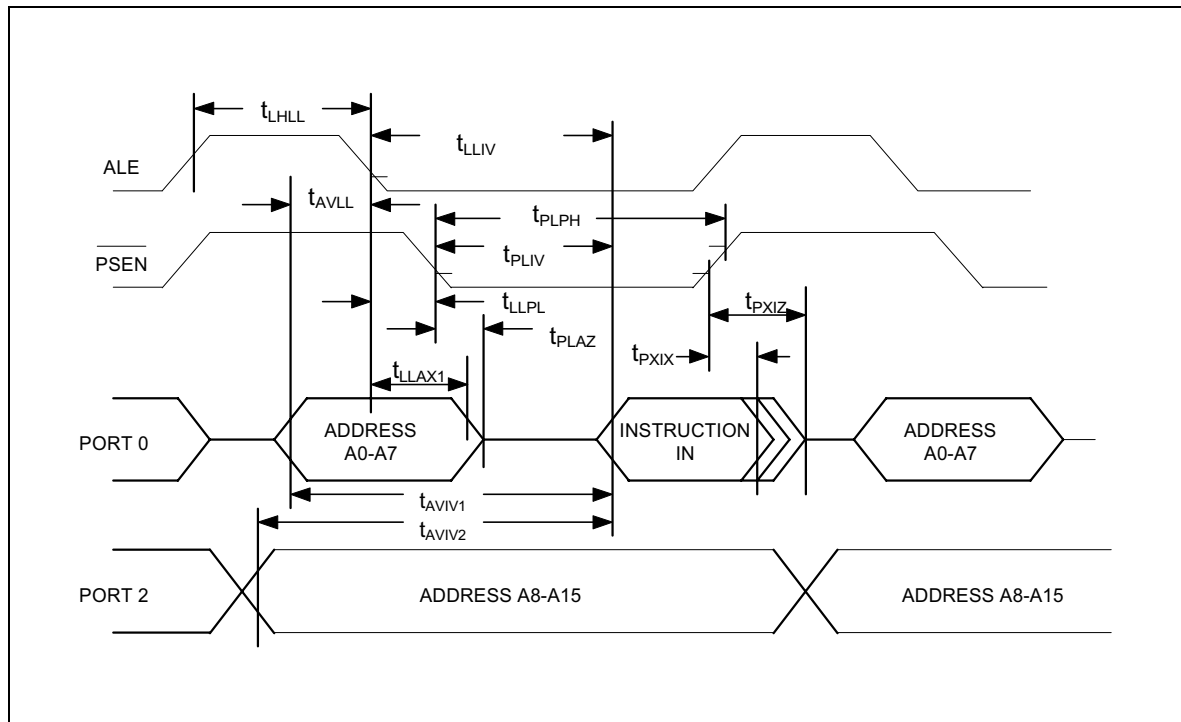 tLHLL
ALE
tLLIV
tAVLL
tPLPH
PSEN
tPLIV
tLLPL
tPXIZ
tPLAZ
tPXIX
tLLAX1
PORT 0
ADDRESS
A0-A7
INSTRUCTION
IN
ADDRESS
A0-A7
tAVIV1
tAVIV2
PORT 2
ADDRESS A8-A15
ADDRESS A8-A15